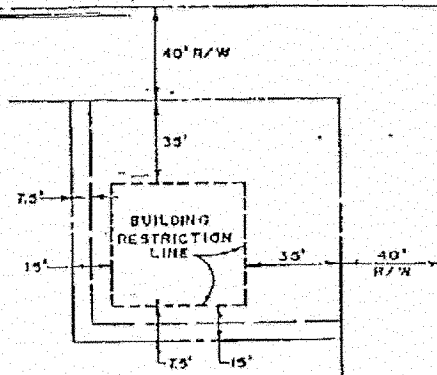 40' R/W
35'
7.5'
BUILDING
RESTRICTION
LINE
15'
35'
40'
R/W
7.5'
15'